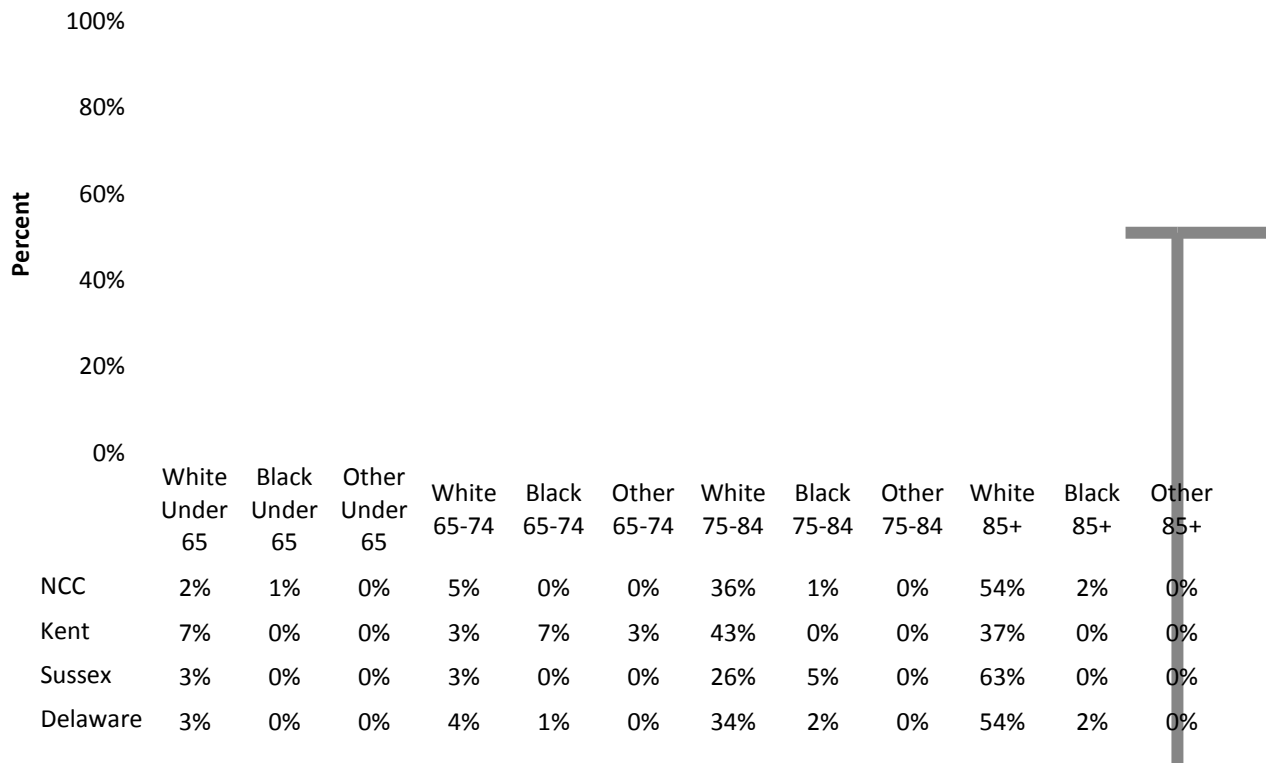 100%
80%
60%
40%
20%
0%
Percent
White Under 65 Black Under 65 Other Under 65 White 65-74 Black 65-74 Other 65-74 White 75-84 Black 75-84 Other 75-84 White 85+ Black 85+ Other 85+
NCC 2% 1% 0% 5% 0% 0% 36% 1% 0% 54% 2% 0%
Kent 7% 0% 0% 3% 7% 3% 43% 0% 0% 37% 0% 0%
Sussex 3% 0% 0% 3% 0% 0% 26% 5% 0% 63% 0% 0%
Delaware 3% 0% 0% 4% 1% 0% 34% 2% 0% 54% 2% 0%